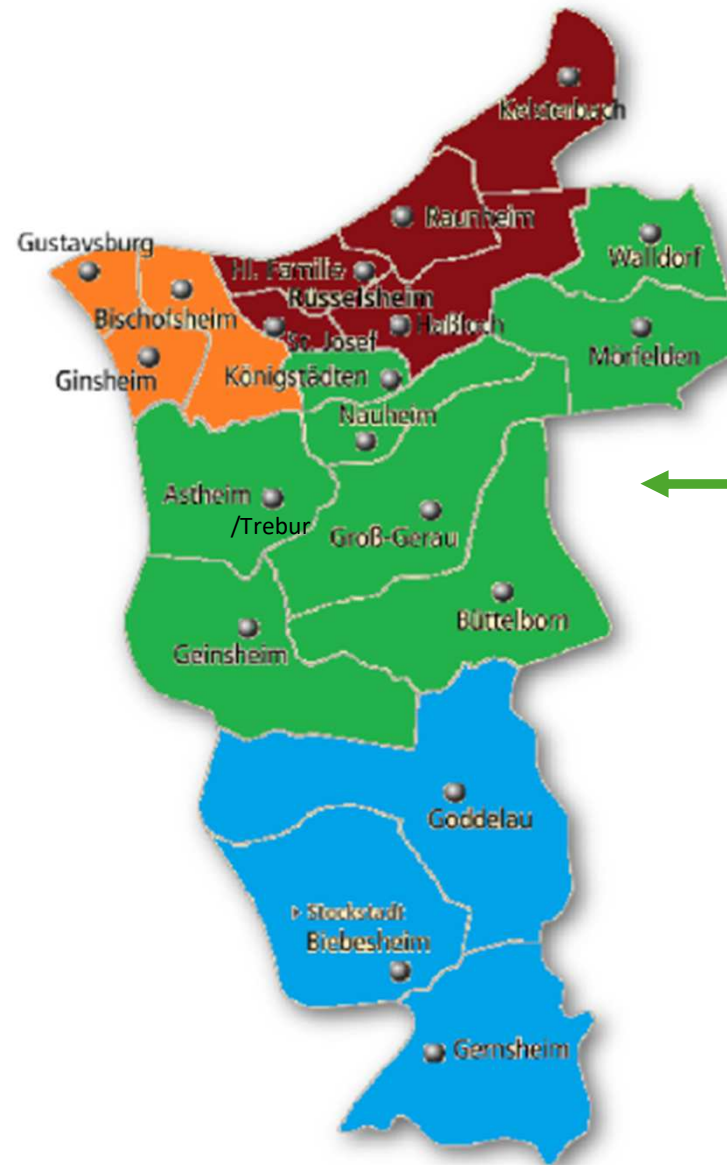 Kelsterbach
Raunheim
Walldorf
Gustavsburg
Hl. Familie
Rüsselsheim
Bischofsheim
Haßloch
St. Josef
Mörfelden
Ginsheim
Königstädten
Nauheim
Astheim
/Trebur
Groß-Gerau
Büttelborn
Geinsheim
Goddelau
Stockstadt
Biebesheim
Gernsheim